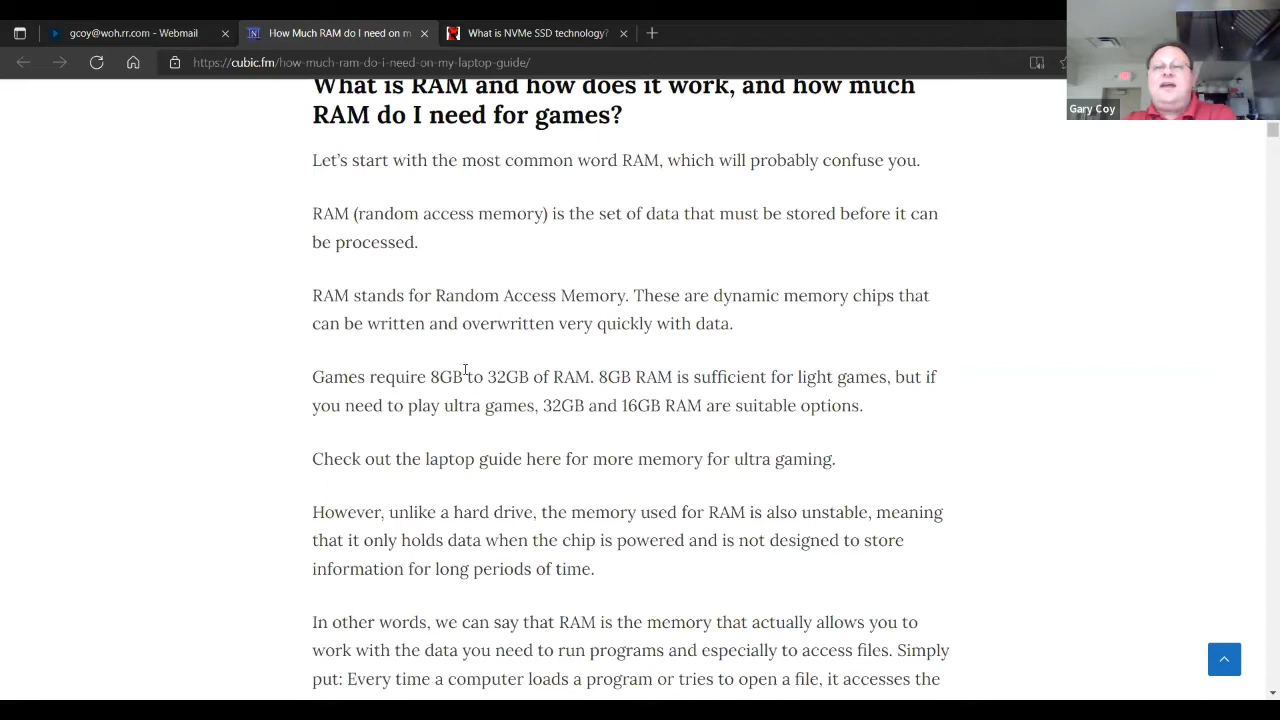 gcoy@woh.rr.com - Webmail
How Much RAM do I need on m
What is NVMe SSD technology?
https://cubic.fm/how-much-ram-do-i-need-on-my-laptop-guide/
Gary Coy
What is RAM and how does it work, and how much
RAM do I need for games?
Let’s start with the most common word RAM, which will probably confuse you.
RAM (random access memory) is the set of data that must be stored before it can
be processed.
RAM stands for Random Access Memory. These are dynamic memory chips that
can be written and overwritten very quickly with data.
Games require 8GB to 32GB of RAM. 8GB RAM is sufficient for light games, but if
you need to play ultra games, 32GB and 16GB RAM are suitable options.
Check out the laptop guide here for more memory for ultra gaming.
However, unlike a hard drive, the memory used for RAM is also unstable, meaning
that it only holds data when the chip is powered and is not designed to store
information for long periods of time.
In other words, we can say that RAM is the memory that actually allows you to
work with the data you need to run programs and especially to access files. Simply
put: Every time a computer loads a program or tries to open a file, it accesses the